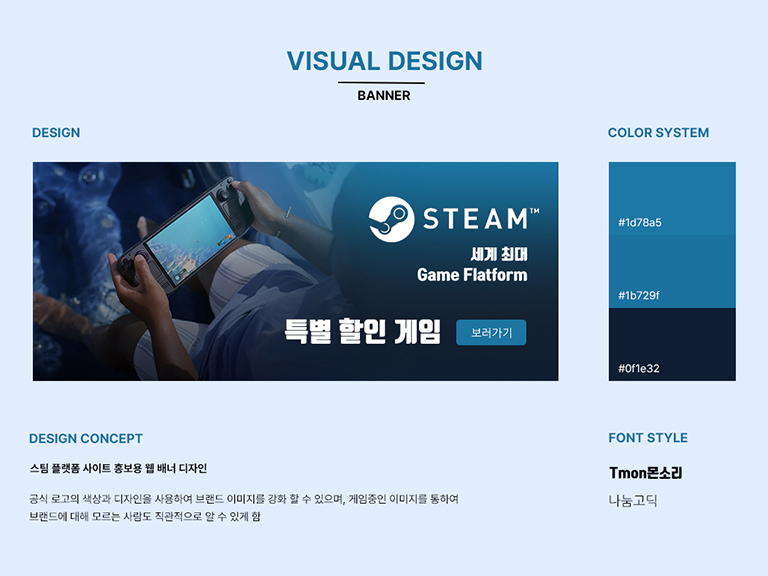 VISUAL DESIGN
BANNER
DESIGN
COLOR SYSTEM
STEAM™
세계 최대
Game Flatform
특별 할인 게임
보러가기
#1d78a5
#1b729f
#0f1e32
DESIGN CONCEPT
스팀 플랫폼 사이트 홍보용 웹 배너 디자인
공식 로고의 색상과 디자인을 사용하여 브랜드 이미지를 강화 할 수 있으며, 게임중인 이미지를 통하여
브랜드에 대해 모르는 사람도 직관적으로 알 수 있게 함
FONT STYLE
Tmon몬소리
나눔고딕